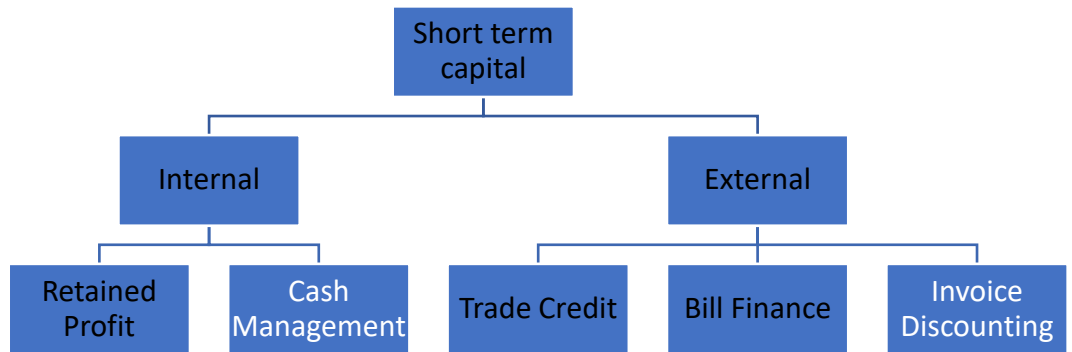 Short term
capital
Internal
External
Retained
Profit
Cash
Management
Trade Credit
Bill Finance
Invoice
Discounting